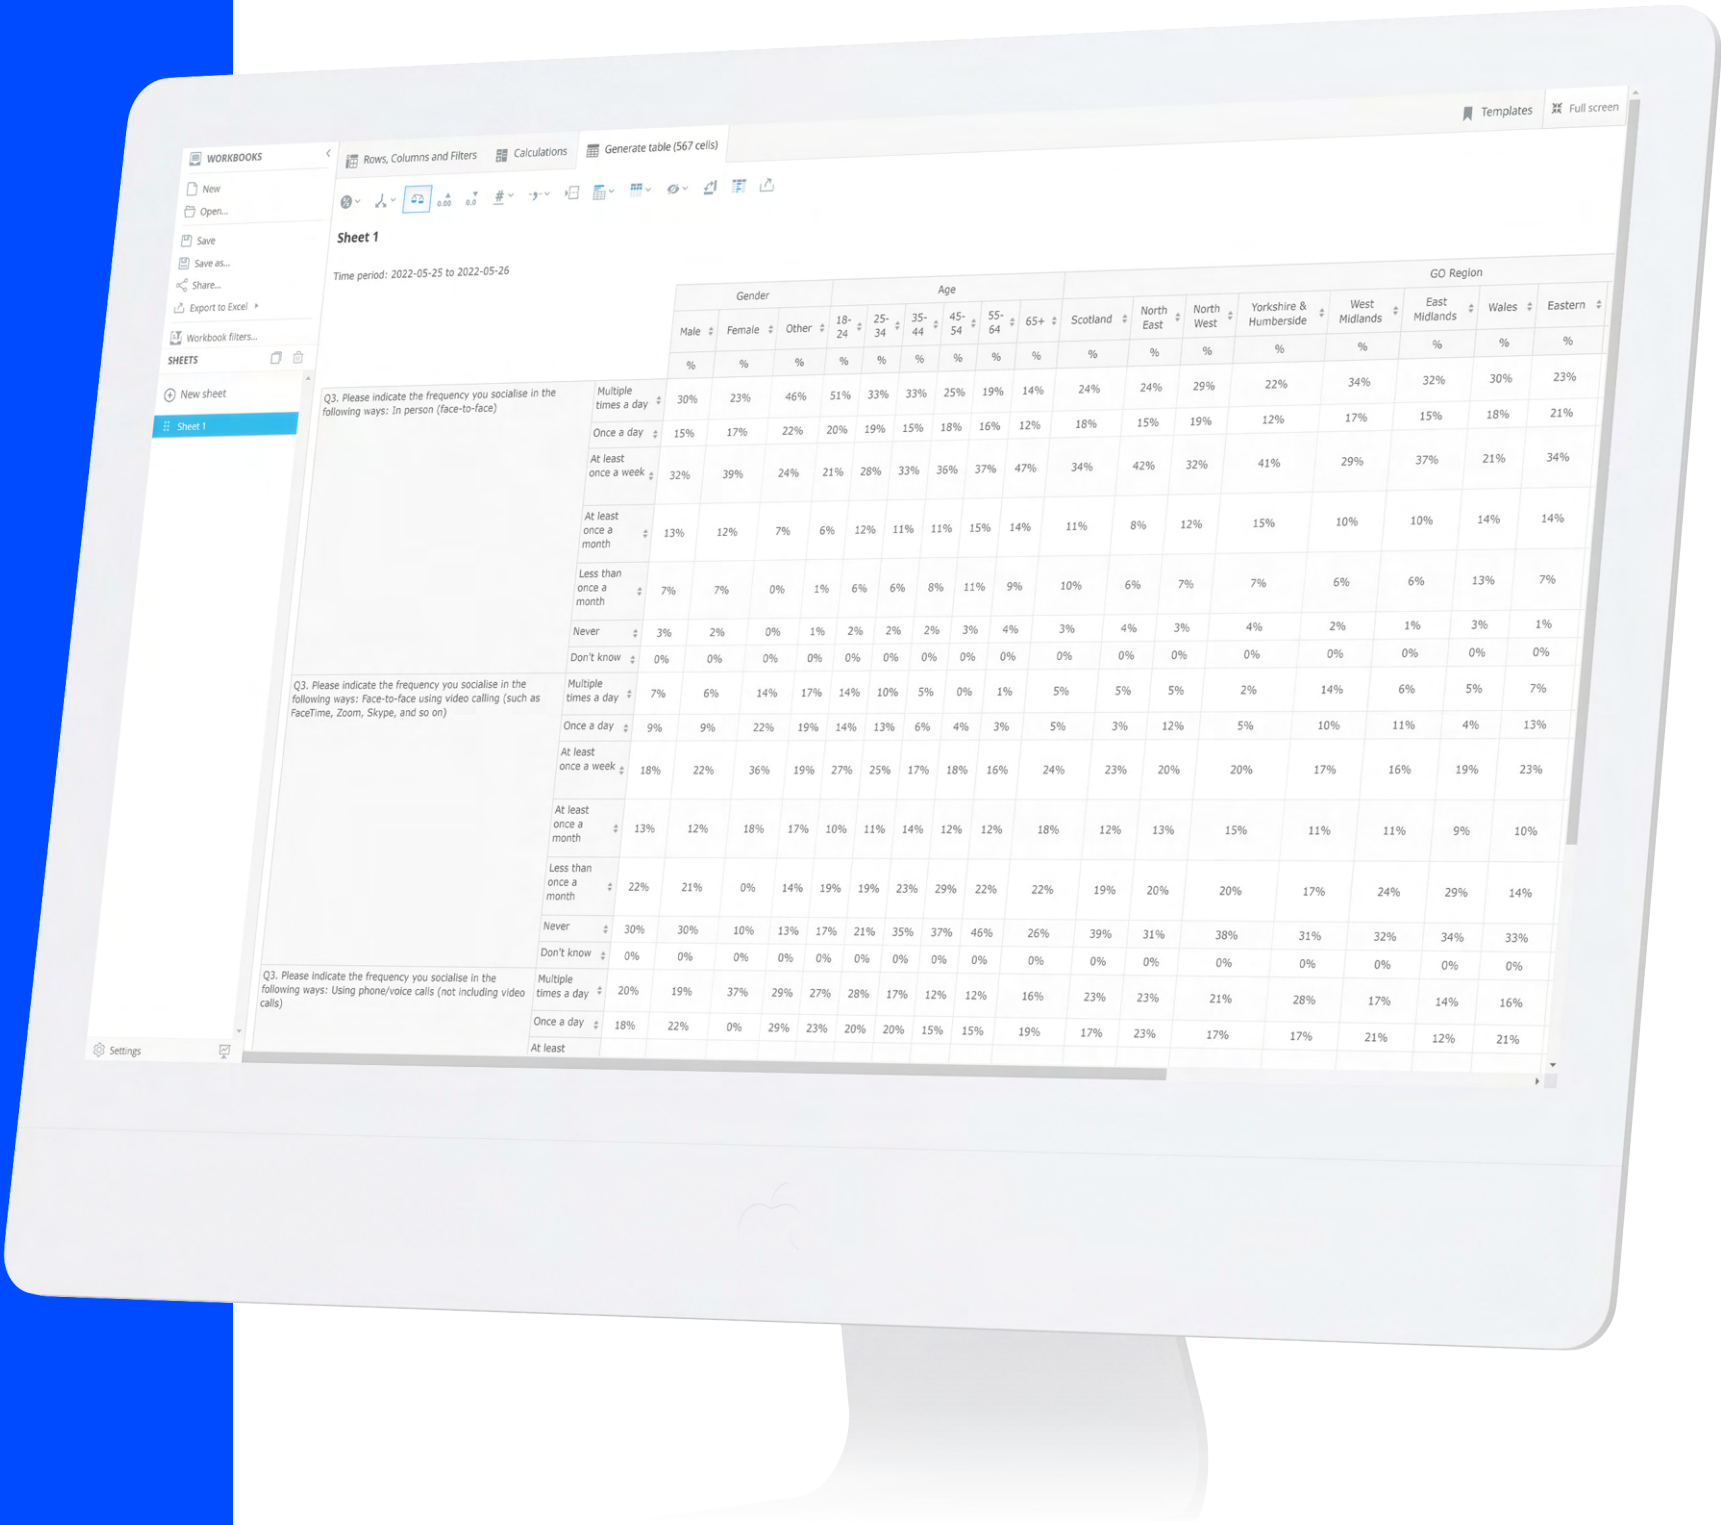 Templates
Full screen
WORKBOOKS
Rows, Columns and Filters
Calculations
Generate table (567 cells)
New
Open...
Save
Save as...
Share...
Export to Excel
Workbook filters...
SHEETS
New sheet
Sheet 1
Settings
0.00
0.0
#
Sheet 1
Time period: 2022-05-25 to 2022-05-26
Gender Age GO Region
Male Female Other 18-24 25-34 35-44 45-54 55-64 65+ Scotland North East North West Yorkshire & Humberside West Midlands East Midlands Wales Eastern
% % % % % % % % % % % % % % % % %
Q3. Please indicate the frequency you socialise in the
following ways: In person (face-to-face)
Multiple times a day 30% 23% 46% 51% 33% 33% 25% 19% 14% 24% 24% 29% 22% 34% 32% 30% 23%
Once a day 15% 17% 22% 20% 19% 15% 18% 16% 12% 18% 15% 19% 12% 17% 15% 18% 21%
At least once a week 32% 39% 24% 21% 28% 33% 36% 37% 47% 34% 42% 32% 41% 29% 37% 21% 34%
At least once a month 13% 12% 7% 6% 12% 11% 11% 15% 14% 11% 8% 12% 15% 10% 10% 14% 14%
Less than once a month 7% 7% 0% 1% 6% 6% 8% 11% 9% 10% 6% 7% 7% 6% 6% 13% 7%
Never 3% 2% 0% 1% 2% 2% 2% 3% 4% 3% 4% 3% 4% 2% 1% 3% 1%
Don't know 0% 0% 0% 0% 0% 0% 0% 0% 0% 0% 0% 0% 0% 0% 0% 0% 0%
Q3. Please indicate the frequency you socialise in the
following ways: Face-to-face using video calling (such as
FaceTime, Zoom, Skype, and so on)
Multiple times a day 7% 6% 14% 17% 14% 10% 5% 0% 1% 5% 5% 5% 2% 14% 6% 5% 7%
Once a day 9% 9% 22% 19% 14% 13% 6% 4% 3% 5% 3% 12% 5% 10% 11% 4% 13%
At least once a week 18% 22% 36% 19% 27% 25% 17% 18% 16% 24% 23% 20% 20% 17% 16% 19% 23%
At least once a month 13% 12% 18% 17% 10% 11% 14% 12% 12% 18% 12% 13% 15% 11% 11% 9% 10%
Less than once a month 22% 21% 0% 14% 19% 19% 23% 29% 22% 22% 19% 20% 20% 17% 24% 29% 14%
Never 30% 30% 10% 13% 17% 21% 35% 37% 46% 26% 39% 31% 38% 31% 32% 34% 33%
Don't know 0% 0% 0% 0% 0% 0% 0% 0% 0% 0% 0% 0% 0% 0% 0% 0% 0%
Q3. Please indicate the frequency you socialise in the
following ways: Using phone/voice calls (not including video
calls)
Multiple times a day 20% 19% 37% 29% 27% 28% 17% 12% 12% 16% 23% 23% 21% 28% 17% 14% 16%
Once a day 18% 22% 0% 29% 23% 20% 20% 15% 15% 19% 17% 23% 17% 17% 21% 12% 21%
At least